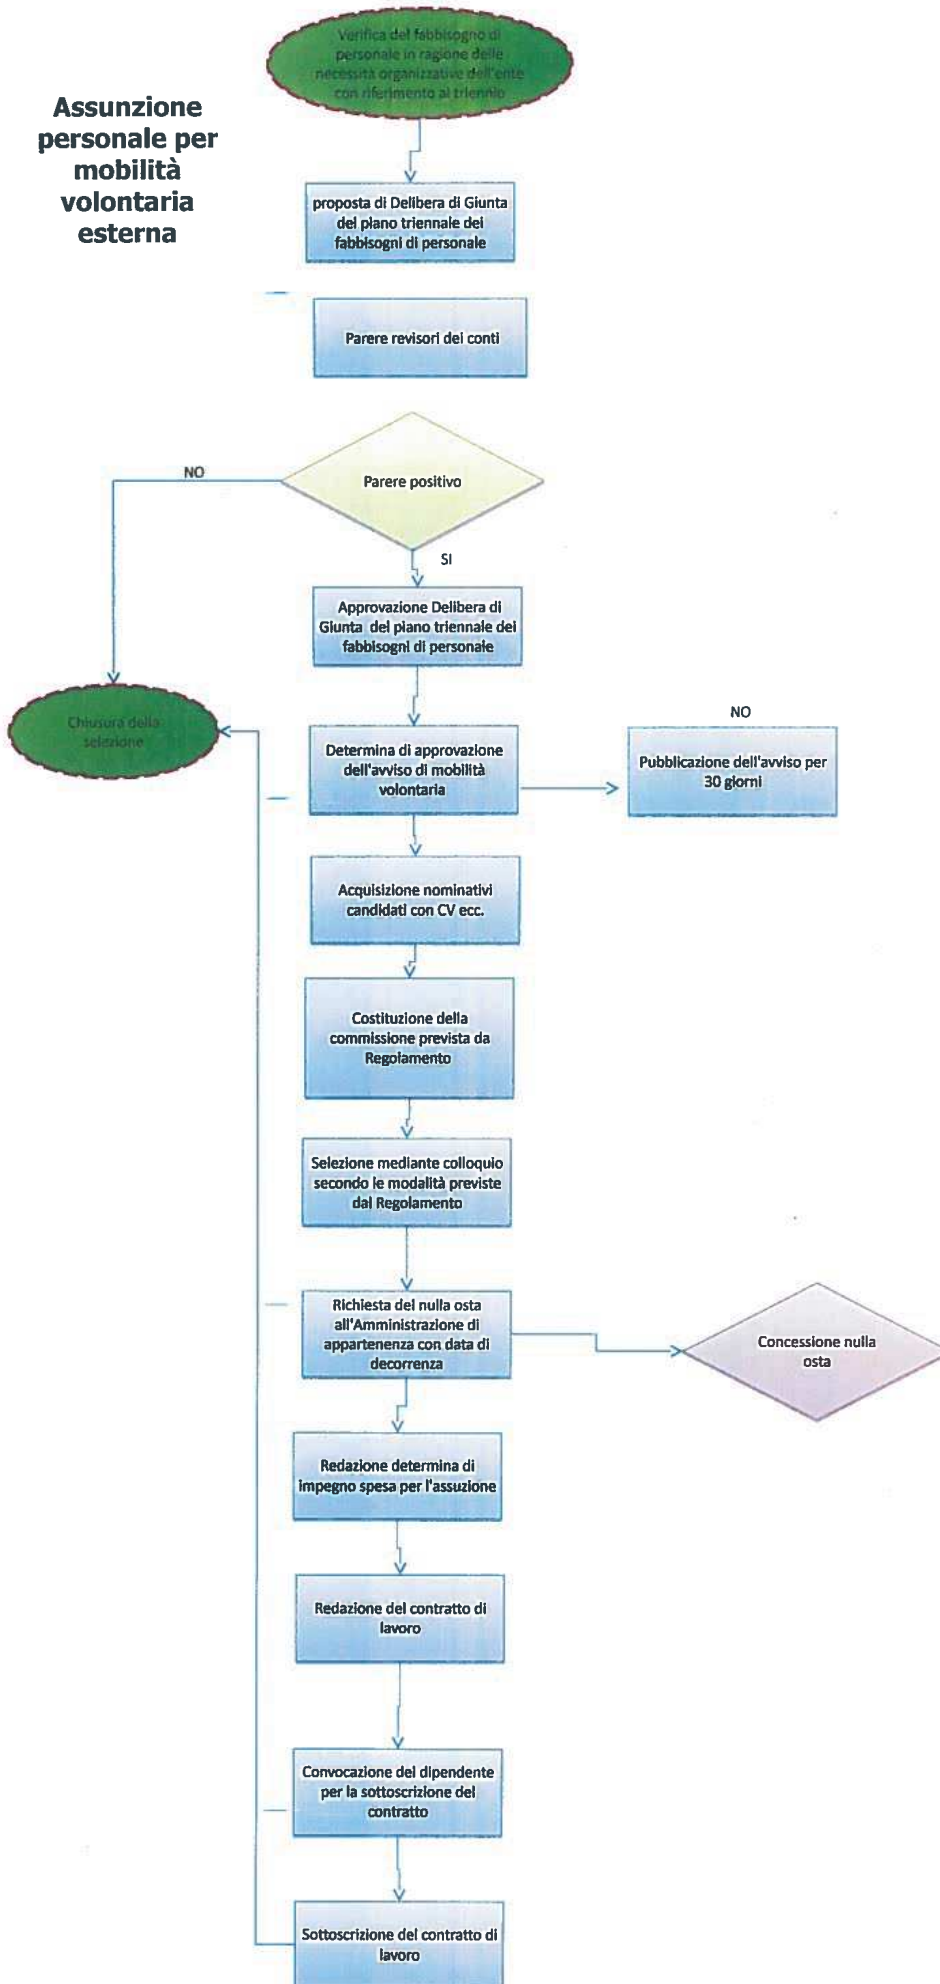 Verifica del fabbisogno di
personale in ragione delle
necessità organizzative dell'ente
con riferimento al triennio
Assunzione
personale per
mobilità
volontaria
esterna
proposta di Delibera di Giunta
del piano triennale dei
fabbisogni di personale
Parere revisori dei conti
Parere positivo
NO
SI
Approvazione Delibera di
Giunta del piano triennale dei
fabbisogni di personale
Chiusura della
selezione
Determina di approvazione
dell'avviso di mobilità
volontaria
NO
Pubblicazione dell'avviso per
30 giorni
Acquisizione nominativi
candidati con CV ecc.
Costituzione della
commissione prevista da
Regolamento
Selezione mediante colloquio
secondo le modalità previste
dal Regolamento
Richiesta del nulla osta
all'Amministrazione di
appartenenza con data di
decorrenza
Concessione nulla
osta
Redazione determina di
impegno spesa per l'assuzione
Redazione del contratto di
lavoro
Convocazione del dipendente
per la sottoscrizione del
contratto
Sottoscrizione del contratto di
lavoro